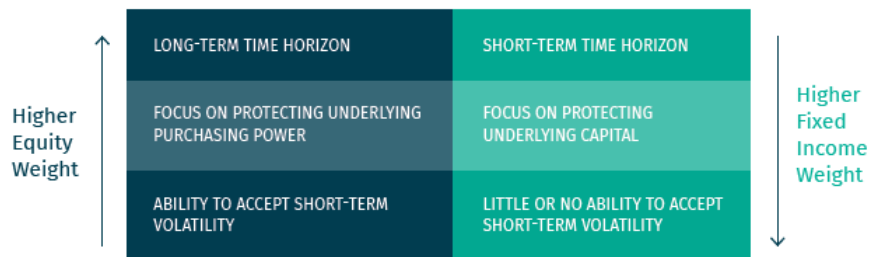 Higher
Equity
Weight
LONG-TERM TIME HORIZON
SHORT-TERM TIME HORIZON
FOCUS ON PROTECTING UNDERLYING
PURCHASING POWER
FOCUS ON PROTECTING
UNDERLYING CAPITAL
ABILITY TO ACCEPT SHORT-TERM
VOLATILITY
LITTLE OR NO ABILITY TO ACCEPT
SHORT-TERM VOLATILITY
Higher
Fixed
Income
Weight